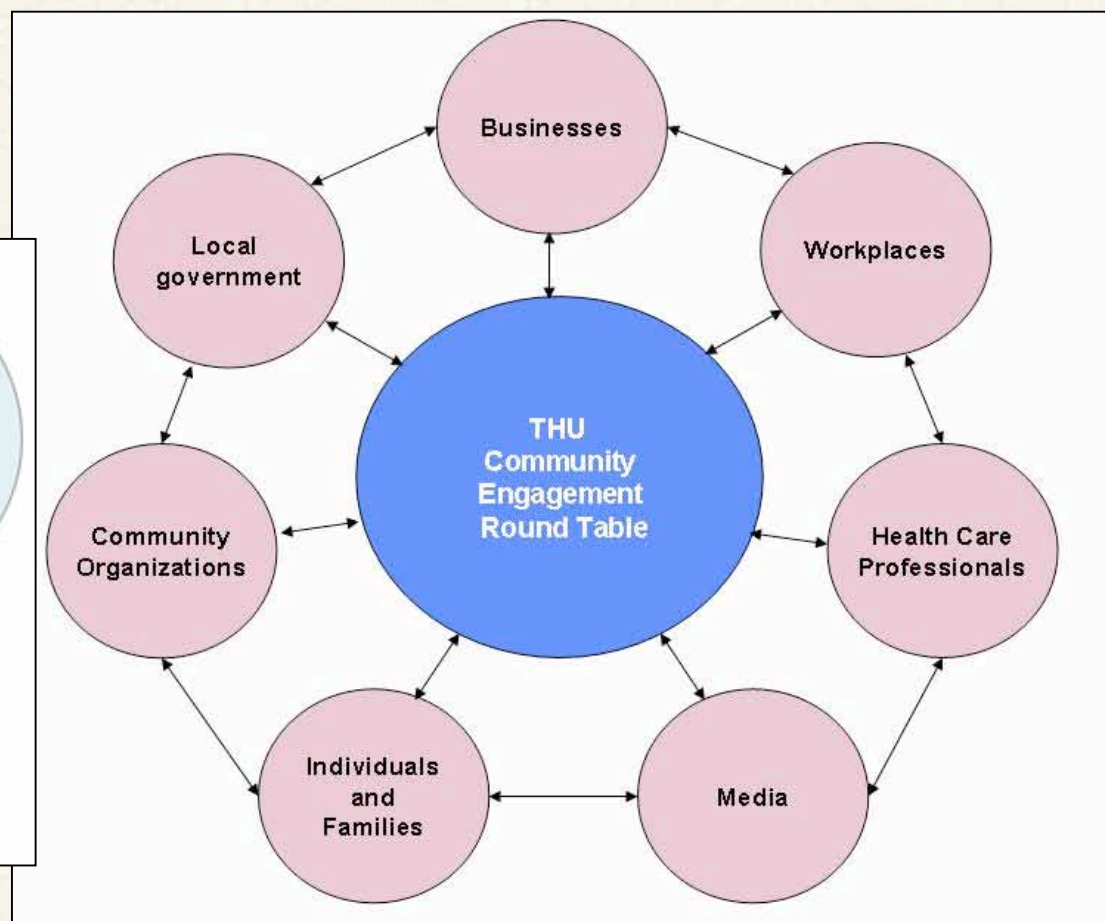 Businesses
Local
government
Workplaces
THU
Community
Engagement
Round Table
Community
Organizations
Health Care
Professionals
Individuals
and
Families
Media